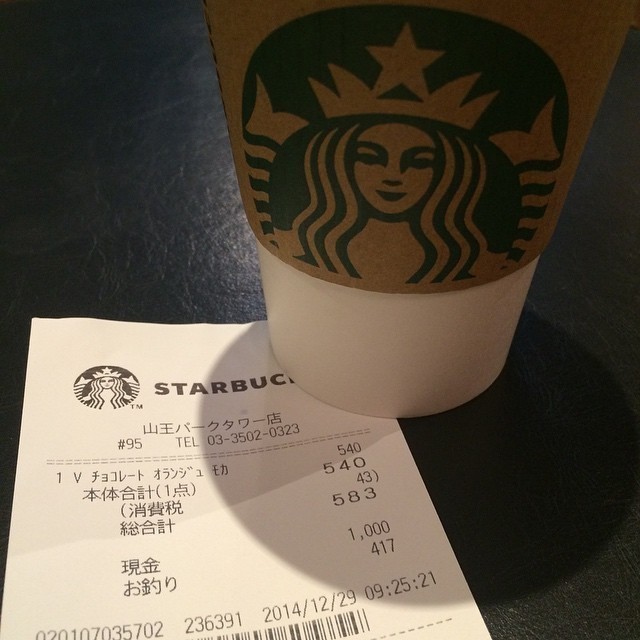 STARBUC
山王パークタワー店
#95 TEL 03-3502-0323
1 V チョコレート オランジュ モカ 540
本体合計(1点) 540
(消費税 43)
総合計 583
現金 1,000
お釣り 417
020107035702 236391 2014/12/29 09:25:21